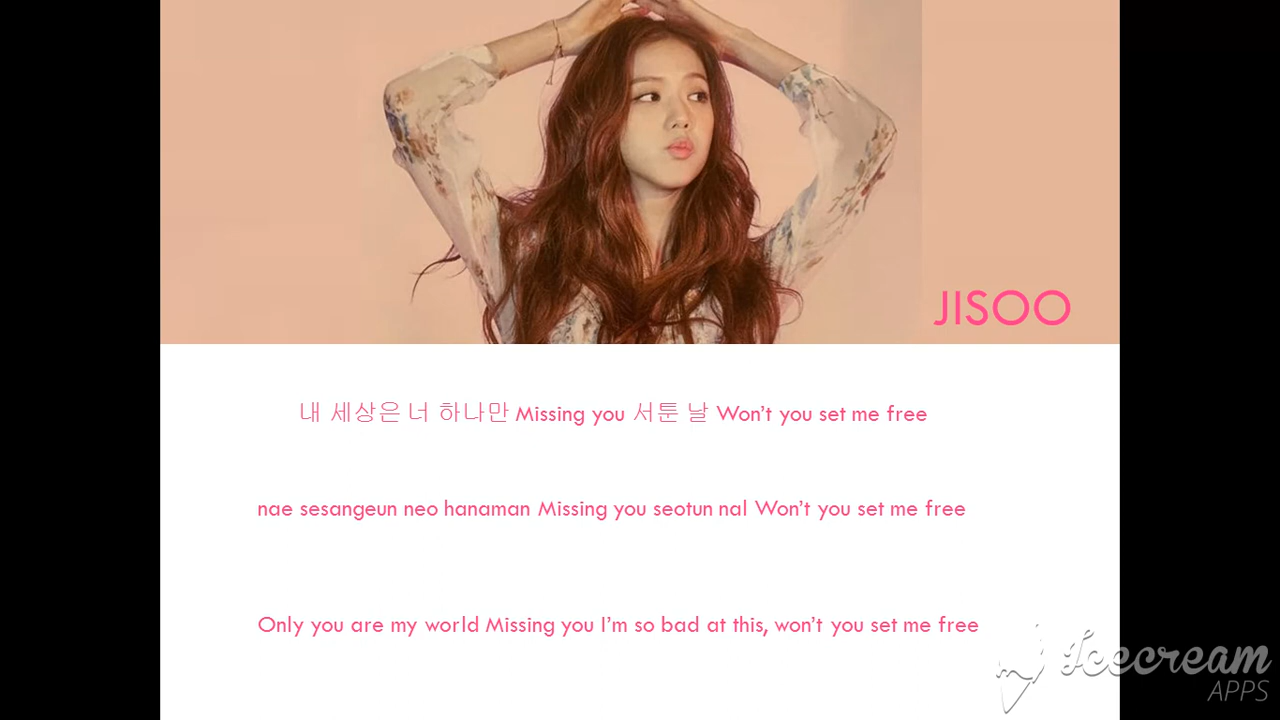 JISOO
내 세상은 너 하나만 Missing you 서툰 날 Won't you set me free
nae sesangeun neo hanaman Missing you seotun nal Won't you set me free
Only you are my world Missing you I'm so bad at this, won't you set me free
Icecream
APPS